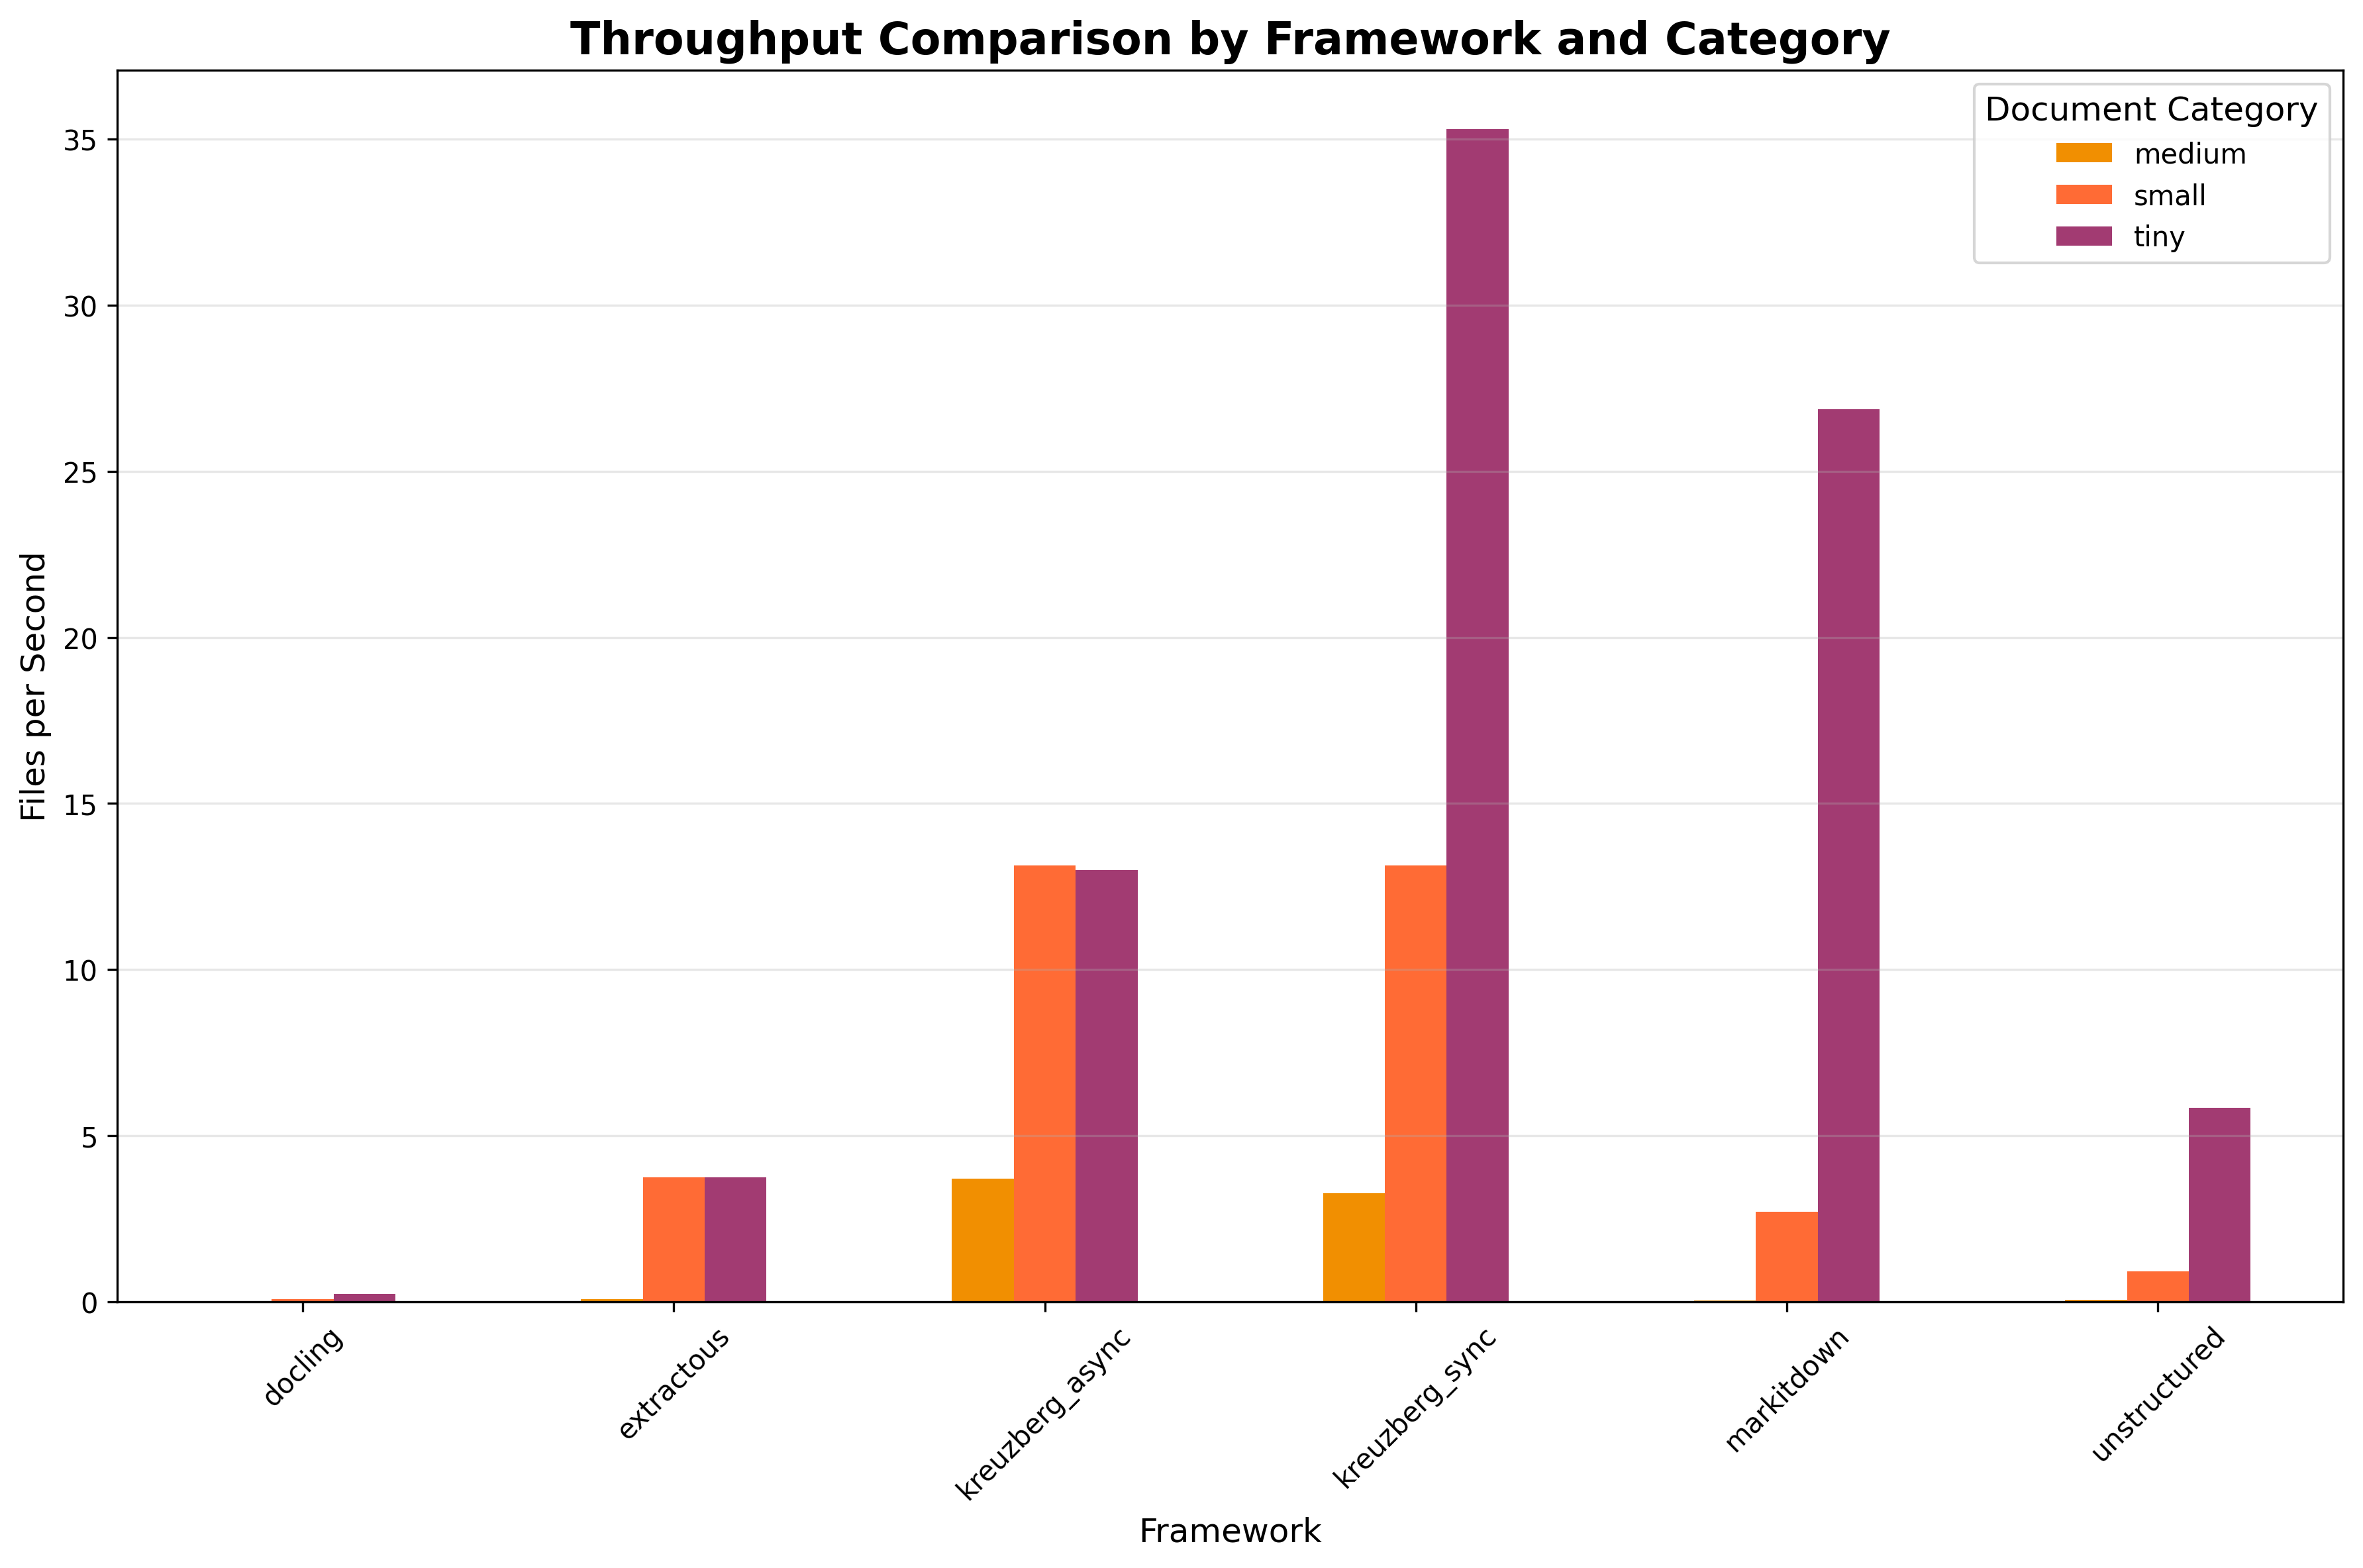 Throughput Comparison by Framework and Category
Document Category
medium
small
tiny
Files per Second
35
30
25
20
15
10
5
0
docling
extractous
kreuzberg_async
kreuzberg_sync
markitdown
unstructured
Framework